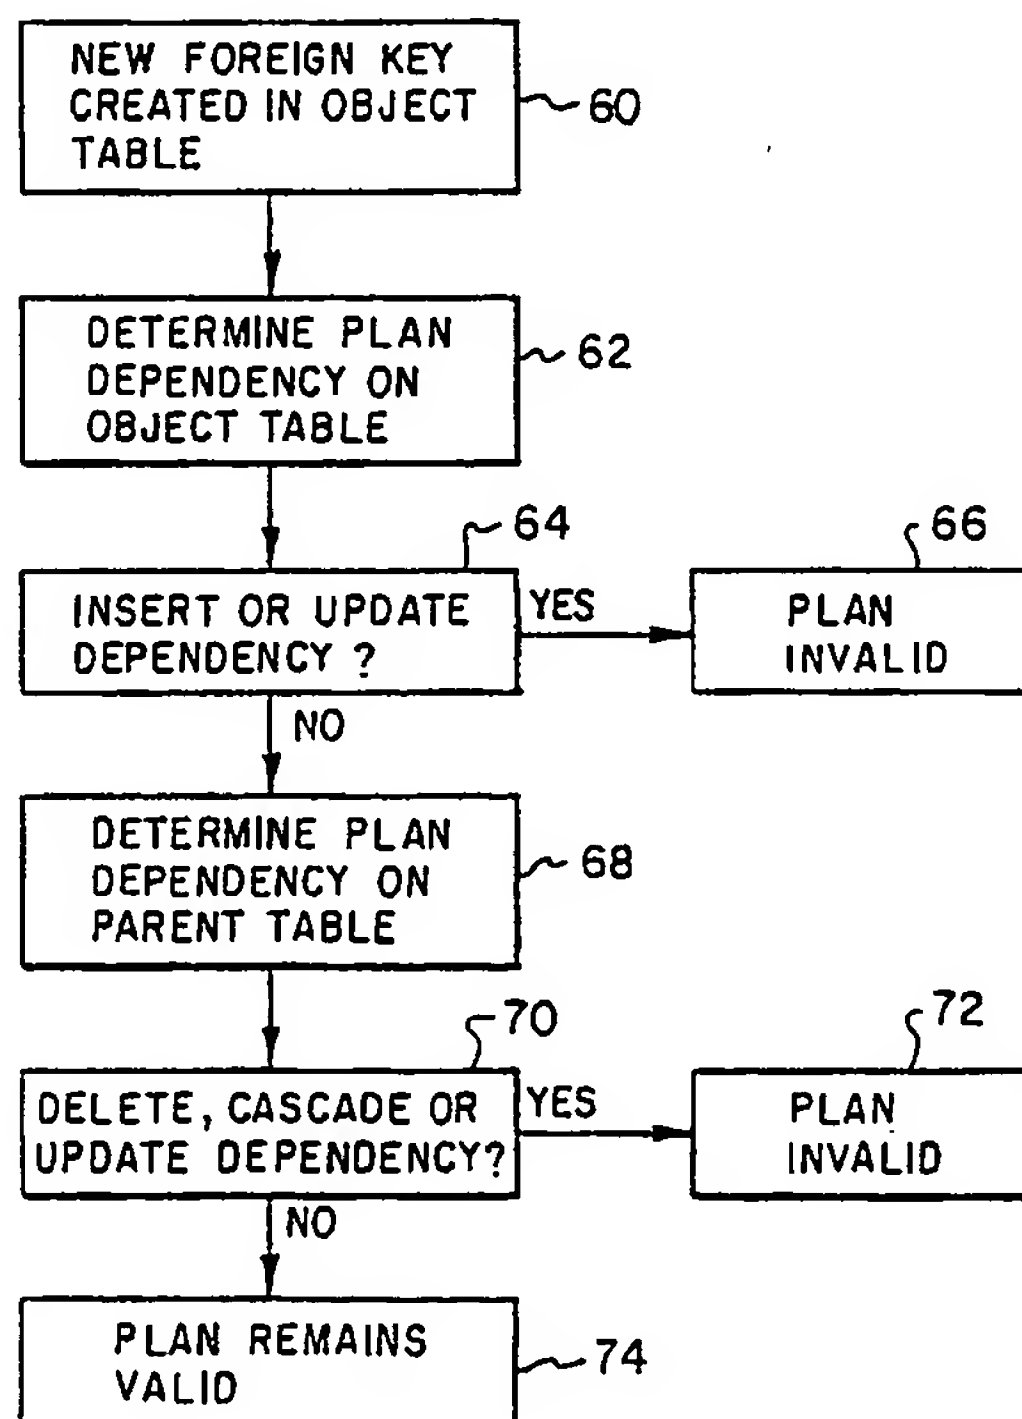 NEW FOREIGN KEY
CREATED IN OBJECT
TABLE
60
DETERMINE PLAN
DEPENDENCY ON
OBJECT TABLE
62
64
INSERT OR UPDATE
DEPENDENCY?
YES
66
PLAN
INVALID
NO
DETERMINE PLAN
DEPENDENCY ON
PARENT TABLE
68
70
DELETE, CASCADE OR
UPDATE DEPENDENCY?
YES
72
PLAN
INVALID
NO
PLAN REMAINS
VALID
74